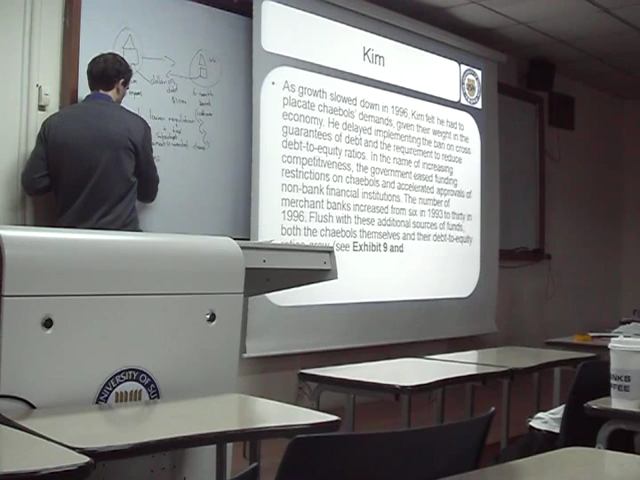 Kim
• As growth slowed down in 1996, Kim felt he had to
placate chaebols' demands, given their weight in the
economy. He delayed implementing the ban on cross
guarantees of debt and the requirement to reduce
debt-to-equity ratios. In the name of increasing
competitiveness, the government eased funding
restrictions on chaebols and accelerated approvals of
non-bank financial institutions. The number of
merchant banks increased from six in 1993 to thirty in
1996. Flush with these additional sources of funds,
both the chaebols themselves and their debt-to-equity
ratios grew (see Exhibit 9 and
UNIVERSITY OF SU